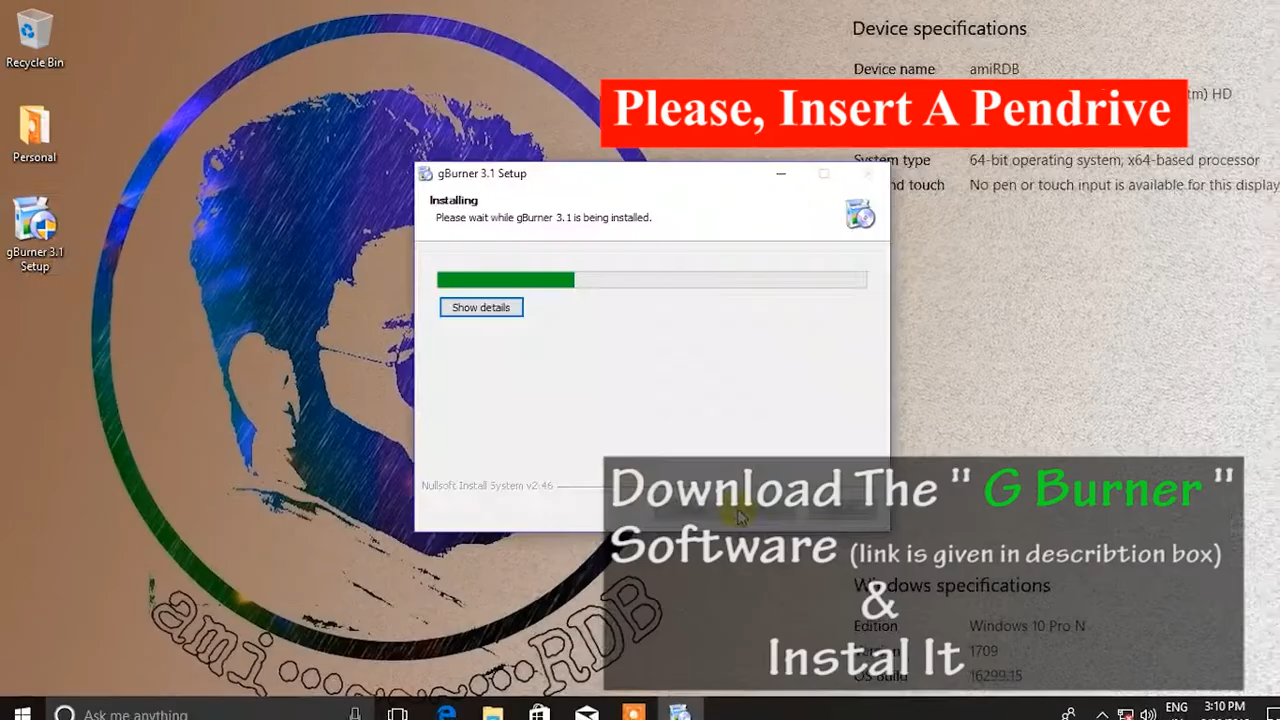 Recycle Bin
Personal
gBurner 3.1
Setup
Device specifications
Device name amiRDB
tm) HD
Please, Insert A Pendrive
System type 64-bit operating system, x64-based processor
nd touch No pen or touch input is available for this display
gBurner 3.1 Setup
Installing
Please wait while gBurner 3.1 is being installed.
Show details
Nullsoft Install System v2.46
Download The " G Burner "
Software (link is given in describtion box)
&
Instal It
Windows specifications
Edition Windows 10 Pro N
1709
OS Build 16299.15
ami RDB
Ask me anything
ENG
3:10 PM